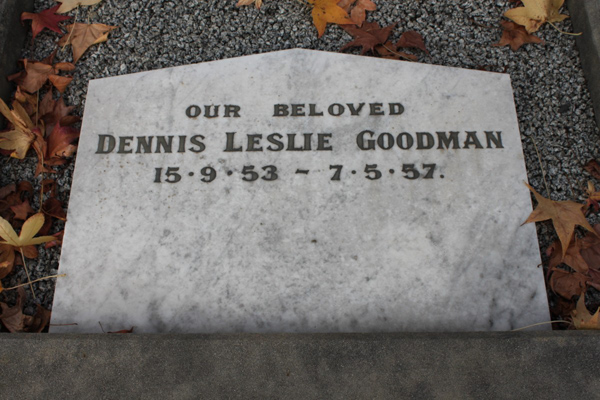 OUR BELOVED
DENNIS LESLIE GOODMAN
15·9·53 – 7·5·57.